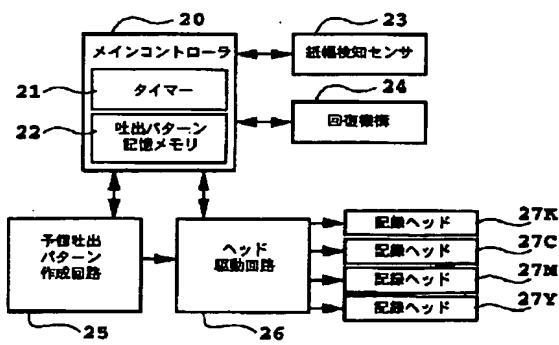 20
メインコントローラ
21
タイマー
22
吐出パターン
記憶メモリ
23
紙幅検知センサ
24
回復機構
予備吐出
パターン
作成回路
25
ヘッド
駆動回路
26
記録ヘッド
27K
記録ヘッド
27C
記録ヘッド
27M
記録ヘッド
27Y